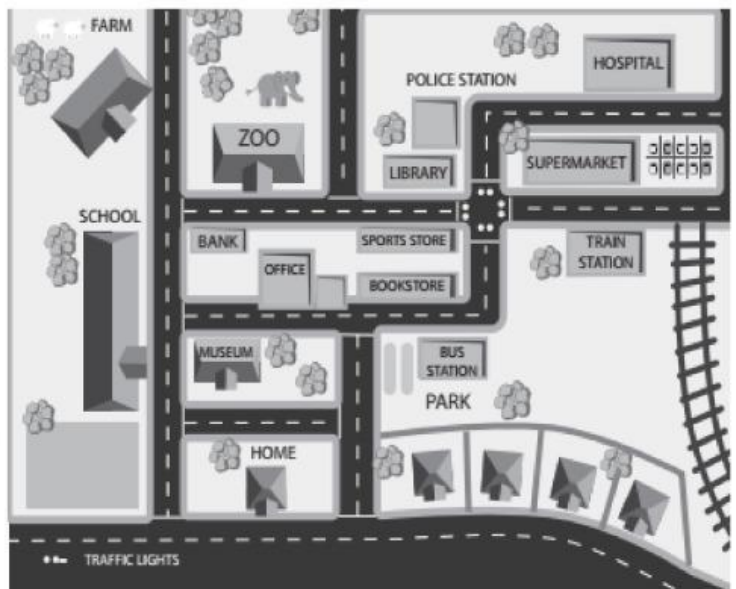 FARM
HOSPITAL
POLICE STATION
ZOO
SUPERMARKET
LIBRARY
SCHOOL
BANK
SPORTS STORE
TRAIN
STATION
OFFICE
BOOKSTORE
MUSEUM
BUS
STATION
PARK
HOME
TRAFFIC LIGHTS